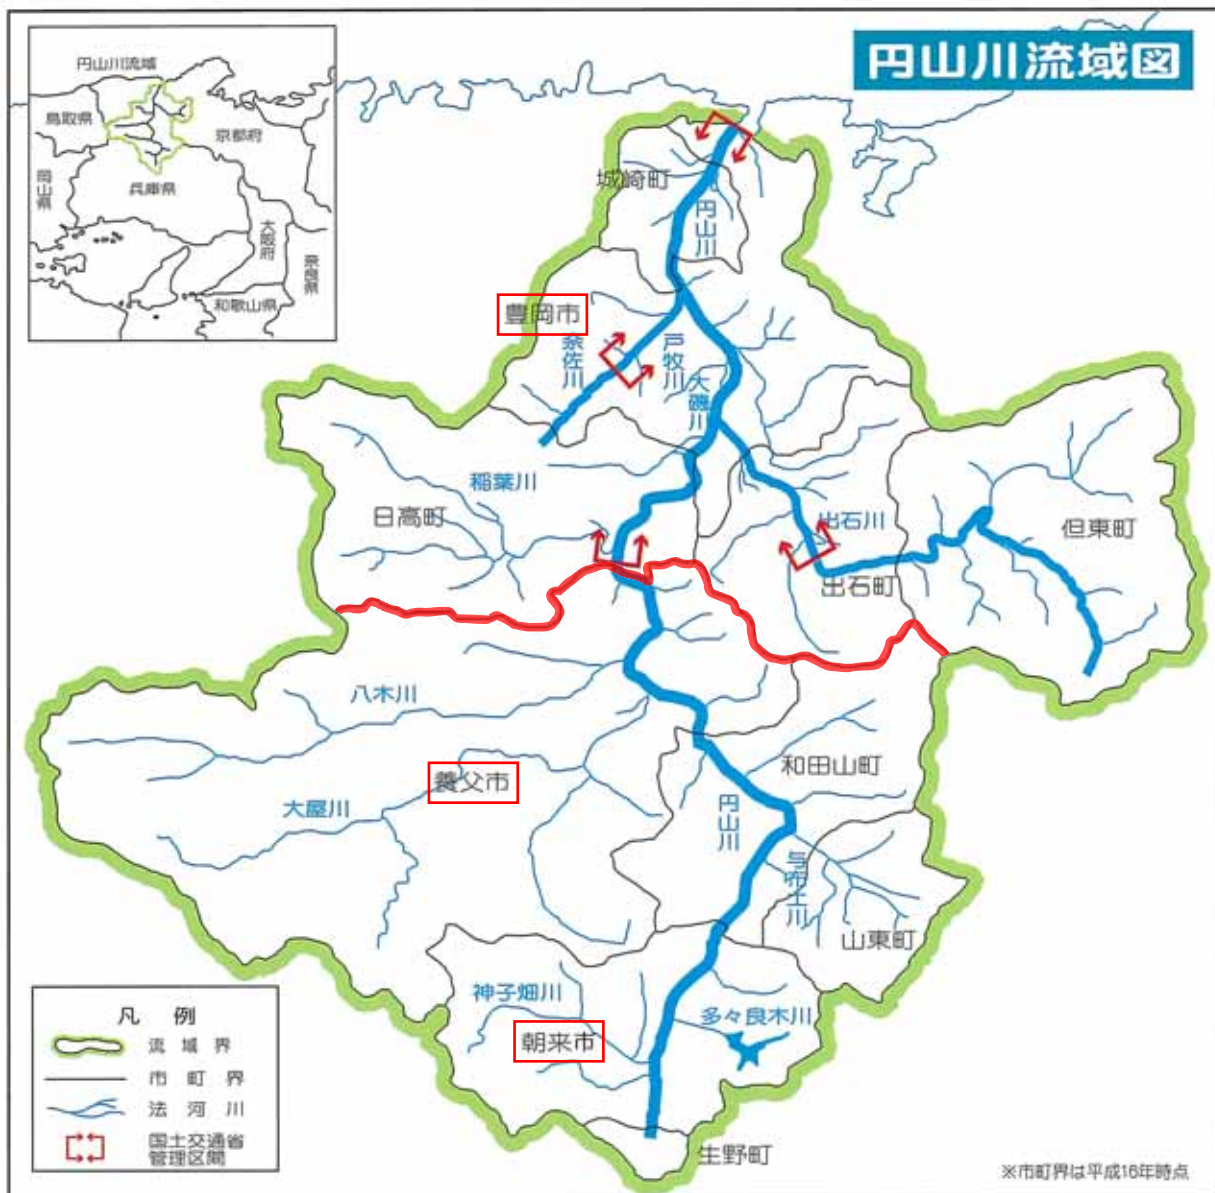 円山川流域図
円山川流域
鳥取県
京都府
岡山県
兵庫県
大阪府
奈良県
和歌山県
城崎町
円山川
豊岡市
奈佐川
戸牧川
大磯川
稲葉川
日高町
出石川
但東町
出石町
八木川
和田山町
養父市
大屋川
円山川
与布土川
山東町
神子畑川
多々良木川
朝来市
生野町
凡例
流域界
市町界
法河川
国土交通省
管理区間
※市町界は平成16年時点